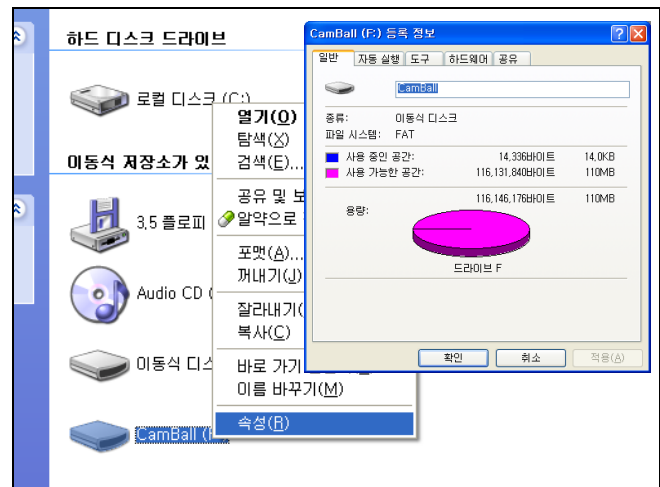 하드 디스크 드라이브
로컬 디스크 (C:)
이동식 저장소가 있
3,5 플로피
Audio CD (
이동식 디스
CamBall (F:)
열기(O)
탐색(X)
검색(E)...
공유 및 보
알약으로
포맷(A)...
꺼내기(J)
잘라내기(
복사(C)
바로 가기
이름 바꾸기(M)
속성(R)
CamBall (F:) 등록 정보
일반
자동 실행
도구
하드웨어
공유
CamBall
종류: 이동식 디스크
파일 시스템: FAT
사용 중인 공간: 14,336바이트 14,0KB
사용 가능한 공간: 116,131,840바이트 110MB
용량: 116,146,176바이트 110MB
드라이브 F
확인
취소
적용(A)